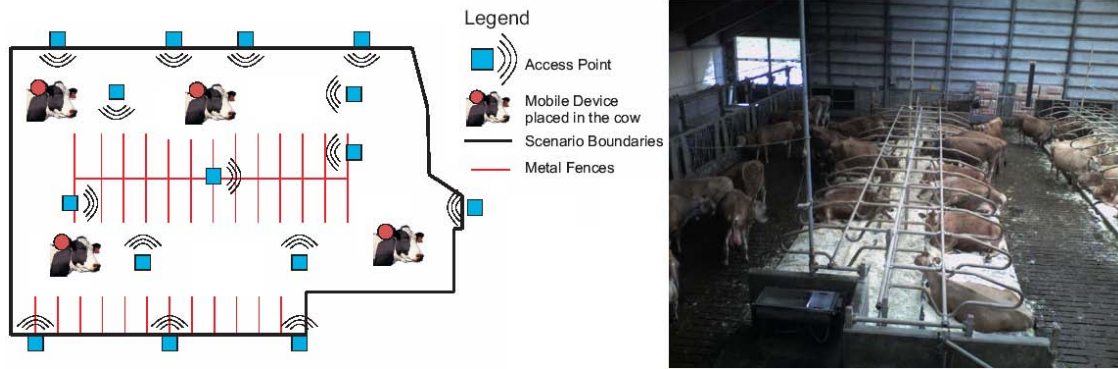 Legend
Access Point
Mobile Device
placed in the cow
Scenario Boundaries
Metal Fences